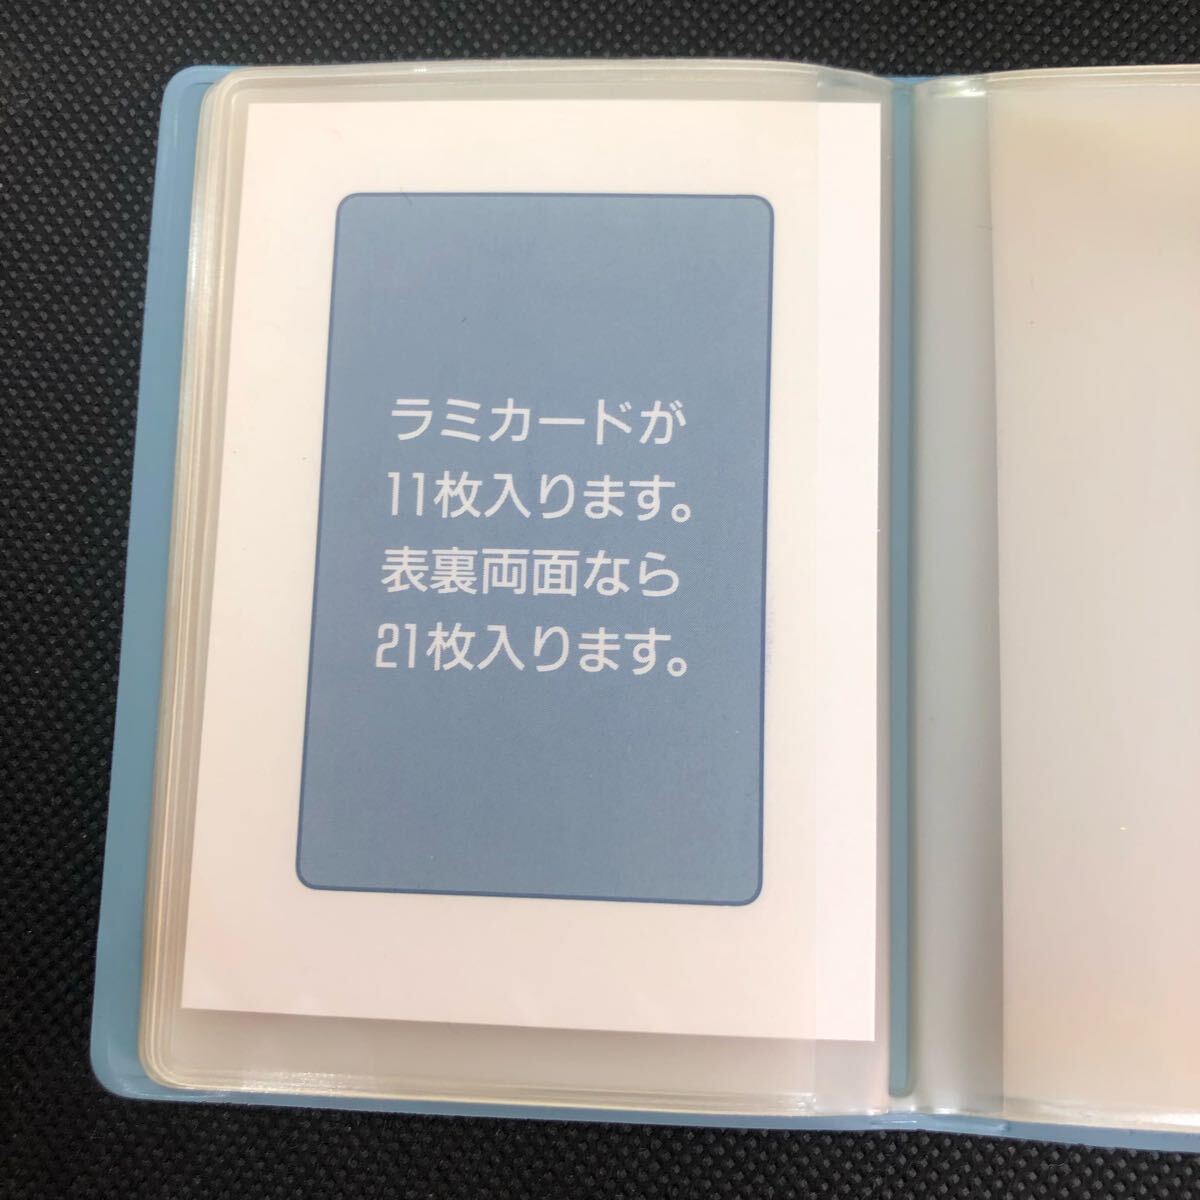 ラミカードが
11枚入ります。
表裏両面なら
21枚入ります。